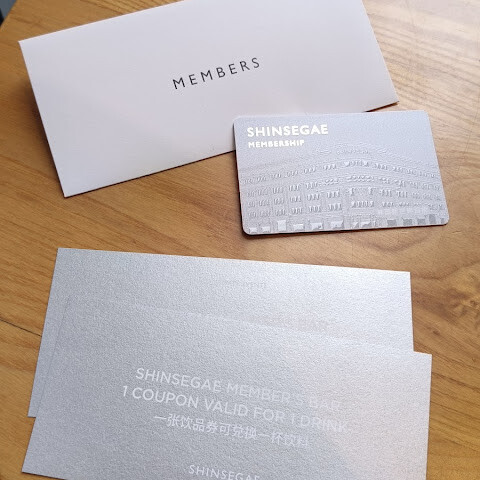 MEMBERS
SHINSEGAE
MEMBERSHIP
SHINSEGAE MEMBER'S BAR
1 COUPON VALID FOR 1 DRINK
一张饮品券可兑换一杯饮料
SHINSEGAE